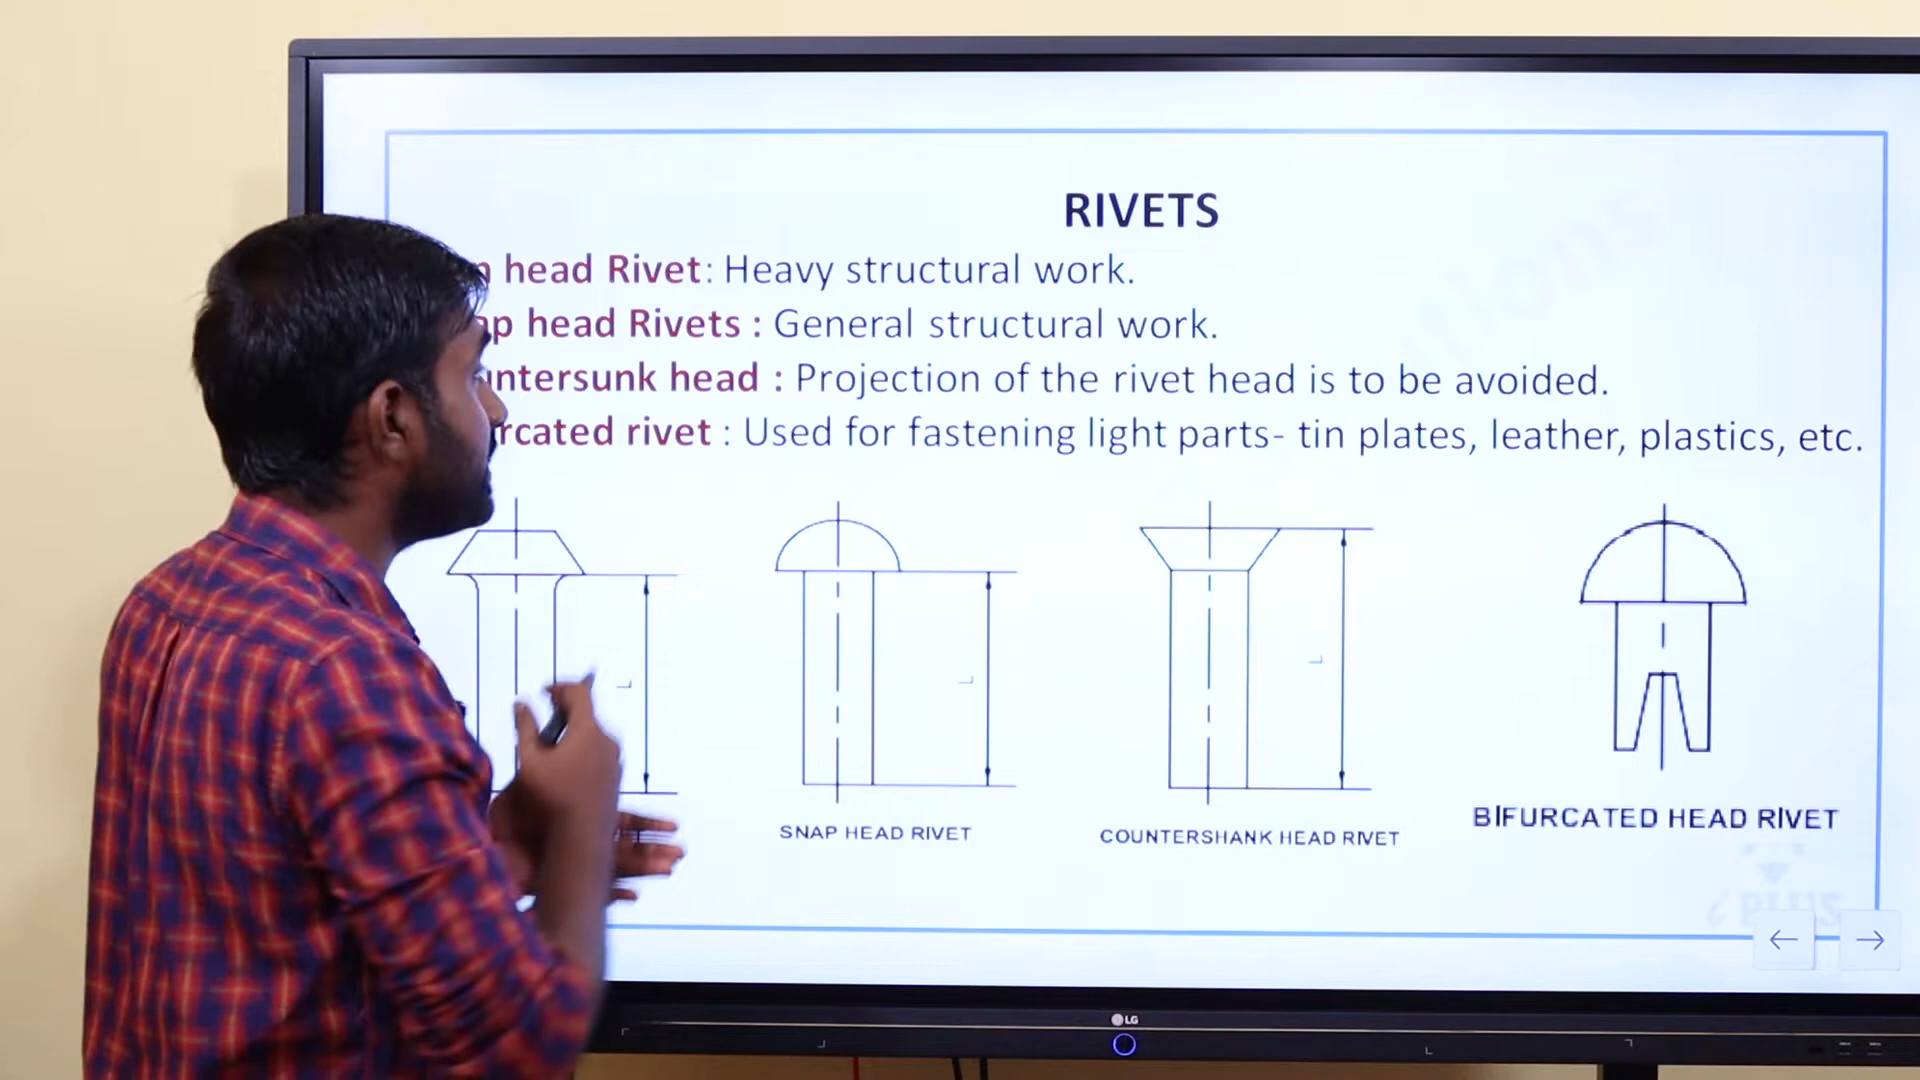 RIVETS
head Rivet: Heavy structural work.
head Rivets : General structural work.
head : Projection of the rivet head is to be avoided.
rivet : Used for fastening light parts- tin plates, leather, plastics, etc.
L L L
SNAP HEAD RIVET COUNTERSHANK HEAD RIVET BIFURCATED HEAD RIVET
i PLUS
LG